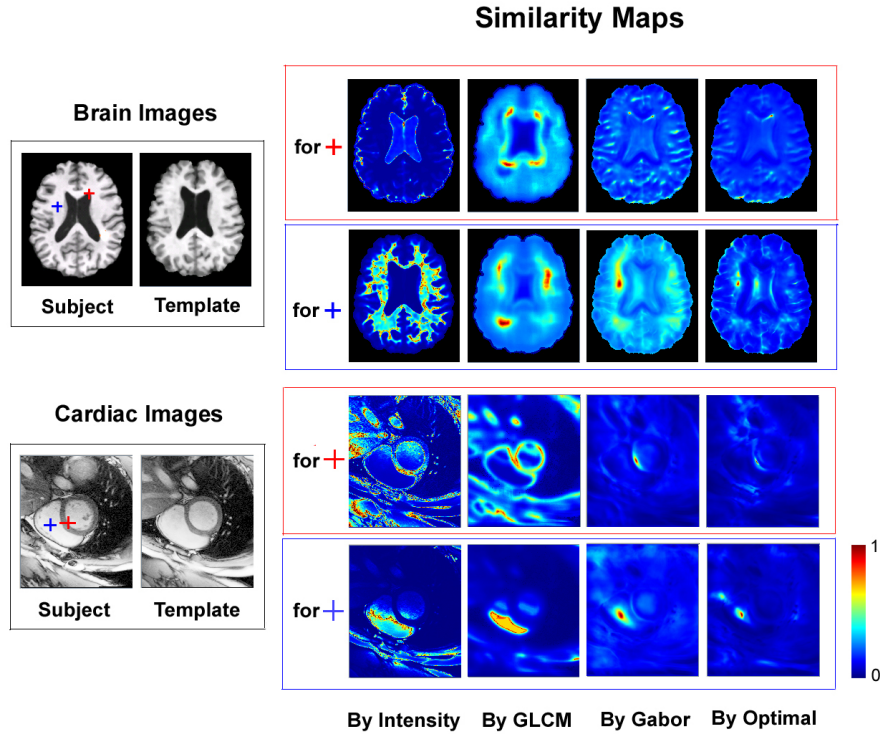 Similarity Maps
Brain Images
Subject Template
for +
for +
Cardiac Images
Subject Template
for +
for +
1
0
By Intensity By GLCM By Gabor By Optimal